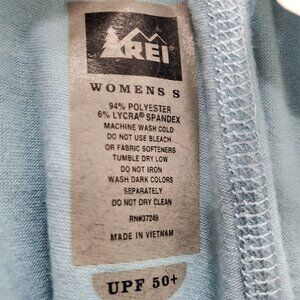 REI
WOMENS S
94% POLYESTER
6% LYCRA® SPANDEX
MACHINE WASH COLD
DO NOT USE BLEACH
OR FABRIC SOFTENERS
TUMBLE DRY LOW
DO NOT IRON
WASH DARK COLORS
SEPARATELY
DO NOT DRY CLEAN
RN#37249
MADE IN VIETNAM
UPF 50+